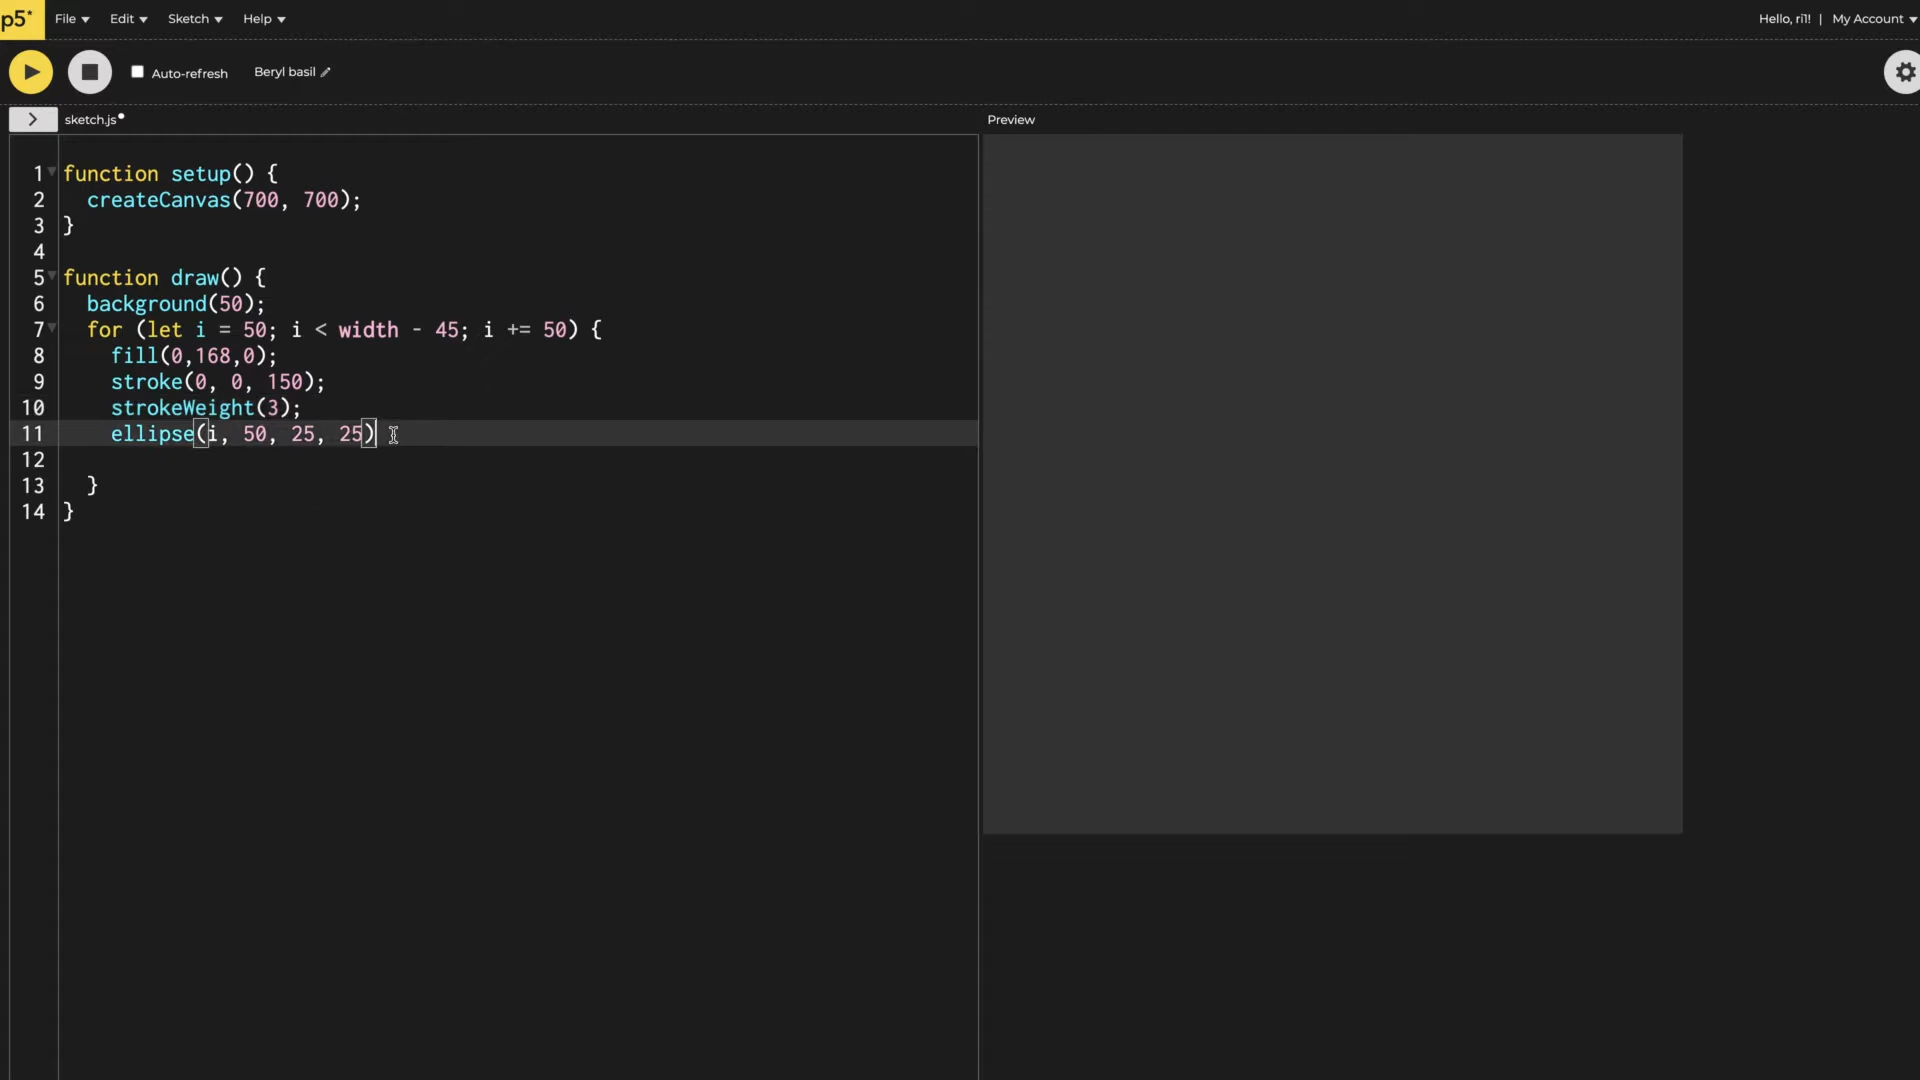 p5* File Edit Sketch Help Hello, ri1! | My Account
Auto-refresh Beryl basil
> sketch.js Preview
1 function setup() {
2 createCanvas(700, 700);
3 }
4
5 function draw() {
6 background(50);
7 for (let i = 50; i < width - 45; i += 50) {
8 fill(0,168,0);
9 stroke(0, 0, 150);
10 strokeWeight(3);
11 ellipse(i, 50, 25, 25)
12
13 }
14 }